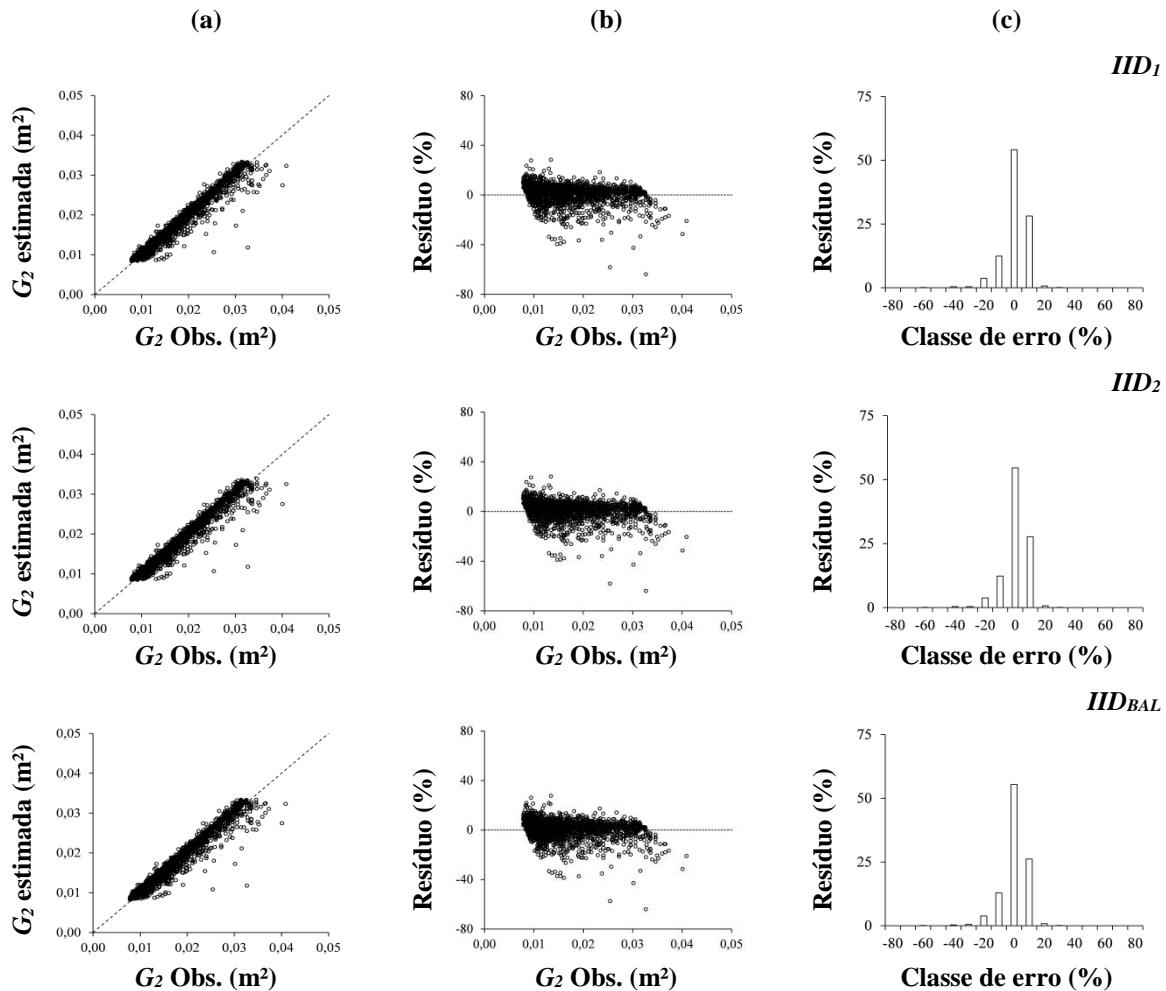 (a) (b) (c)
IID1
G2 estimada (m²)
0,05
0,04
0,03
0,02
0,01
0,00
0,00 0,01 0,02 0,03 0,04 0,05
G2 Obs. (m²)
Resíduo (%)
80
40
0
-40
-80
0,00 0,01 0,02 0,03 0,04 0,05
G2 Obs. (m²)
Resíduo (%)
75
50
25
0
-80 -60 -40 -20 0 20 40 60 80
Classe de erro (%)
IID2
G2 estimada (m²)
0,05
0,04
0,03
0,02
0,01
0,00
0,00 0,01 0,02 0,03 0,04 0,05
G2 Obs. (m²)
Resíduo (%)
80
40
0
-40
-80
0,00 0,01 0,02 0,03 0,04 0,05
G2 Obs. (m²)
Resíduo (%)
75
50
25
0
-80 -60 -40 -20 0 20 40 60 80
Classe de erro (%)
IIDBAL
G2 estimada (m²)
0,05
0,04
0,03
0,02
0,01
0,00
0,00 0,01 0,02 0,03 0,04 0,05
G2 Obs. (m²)
Resíduo (%)
80
40
0
-40
-80
0,00 0,01 0,02 0,03 0,04 0,05
G2 Obs. (m²)
Resíduo (%)
75
50
25
0
-80 -60 -40 -20 0 20 40 60 80
Classe de erro (%)